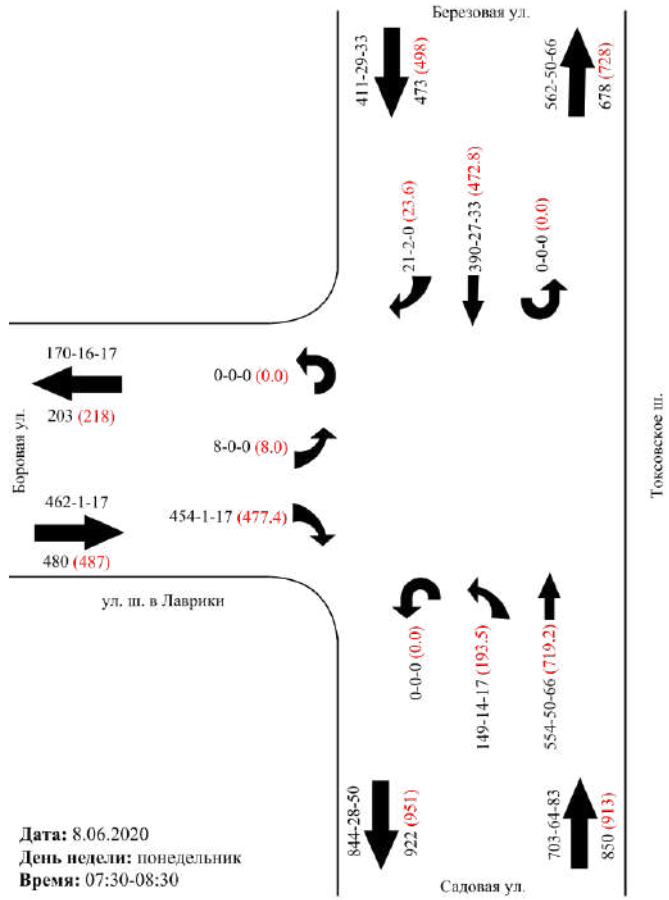 Березовая ул.
411-29-33
473 (498)
562-50-66
678 (728)
21-2-0 (23.6)
390-27-33 (472.8)
0-0-0 (0.0)
170-16-17
203 (218)
0-0-0 (0.0)
8-0-0 (8.0)
Боровая ул.
462-1-17
480 (487)
454-1-17 (477.4)
Токсовское ш.
ул. ш. в Лаврики
0-0-0 (0.0)
149-14-17 (193.5)
554-50-66 (719.2)
844-28-50
922 (951)
703-64-83
850 (913)
Дата: 8.06.2020
День недели: понедельник
Время: 07:30-08:30
Садовая ул.